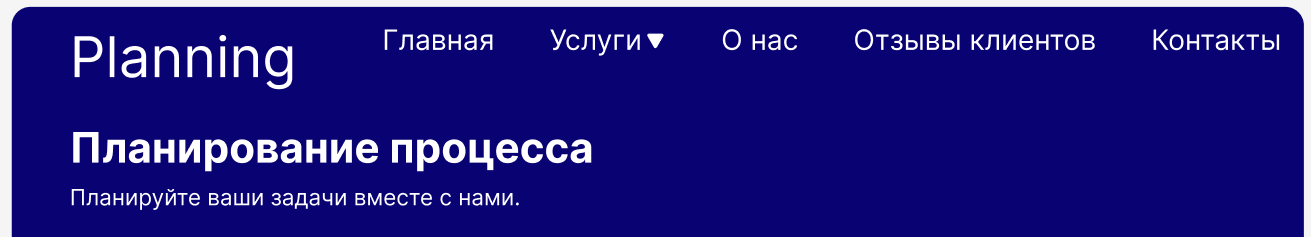 Planning Главная Услуги О нас Отзывы клиентов Контакты
Планирование процесса
Планируйте ваши задачи вместе с нами.